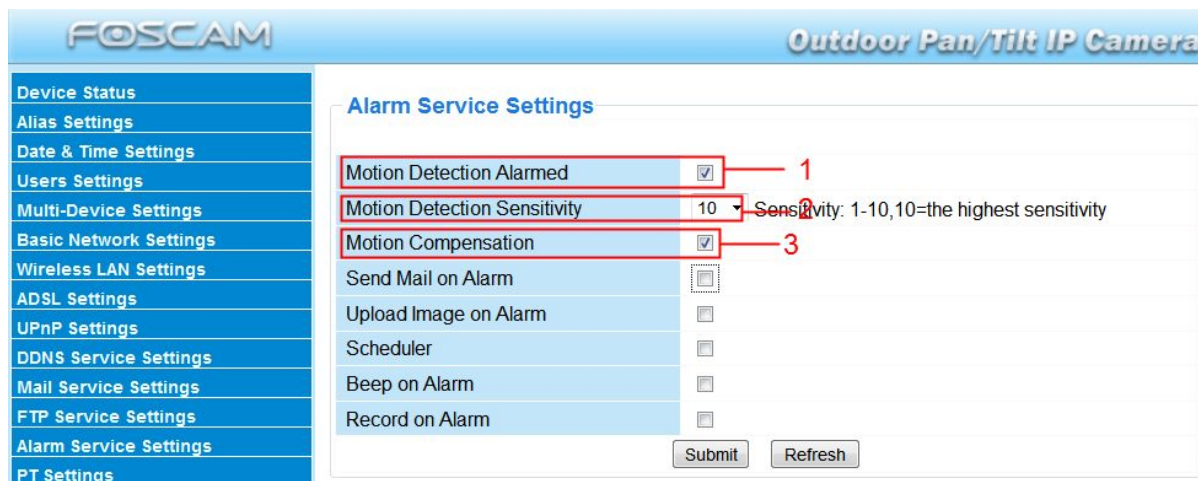 FOSCAM
Outdoor Pan/Tilt IP Camera
Device Status
Alias Settings
Date & Time Settings
Users Settings
Multi-Device Settings
Basic Network Settings
Wireless LAN Settings
ADSL Settings
UPnP Settings
DDNS Service Settings
Mail Service Settings
FTP Service Settings
Alarm Service Settings
PT Settings
Alarm Service Settings
Motion Detection Alarmed 1
Motion Detection Sensitivity 10 2 Sensitivity: 1-10,10=the highest sensitivity
Motion Compensation 3
Send Mail on Alarm
Upload Image on Alarm
Scheduler
Beep on Alarm
Record on Alarm
Submit Refresh